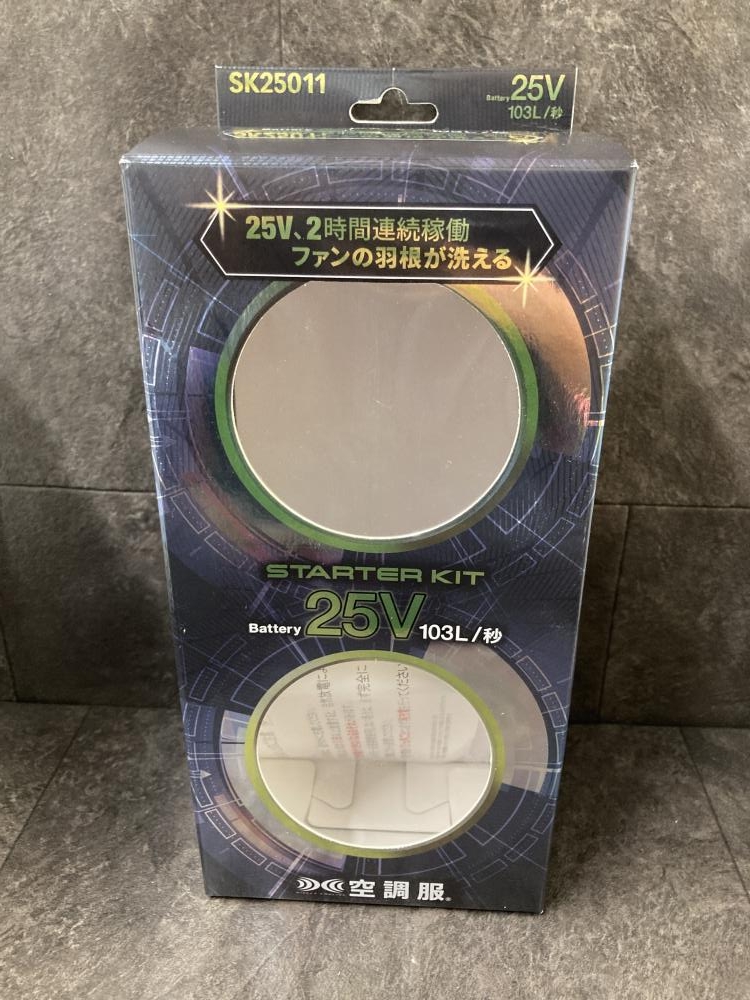 SK25011
Battery 25V
103L/秒
25V、2時間連続稼働
ファンの羽根が洗える
STARTER KIT
Battery 25V 103L/秒
空調服®